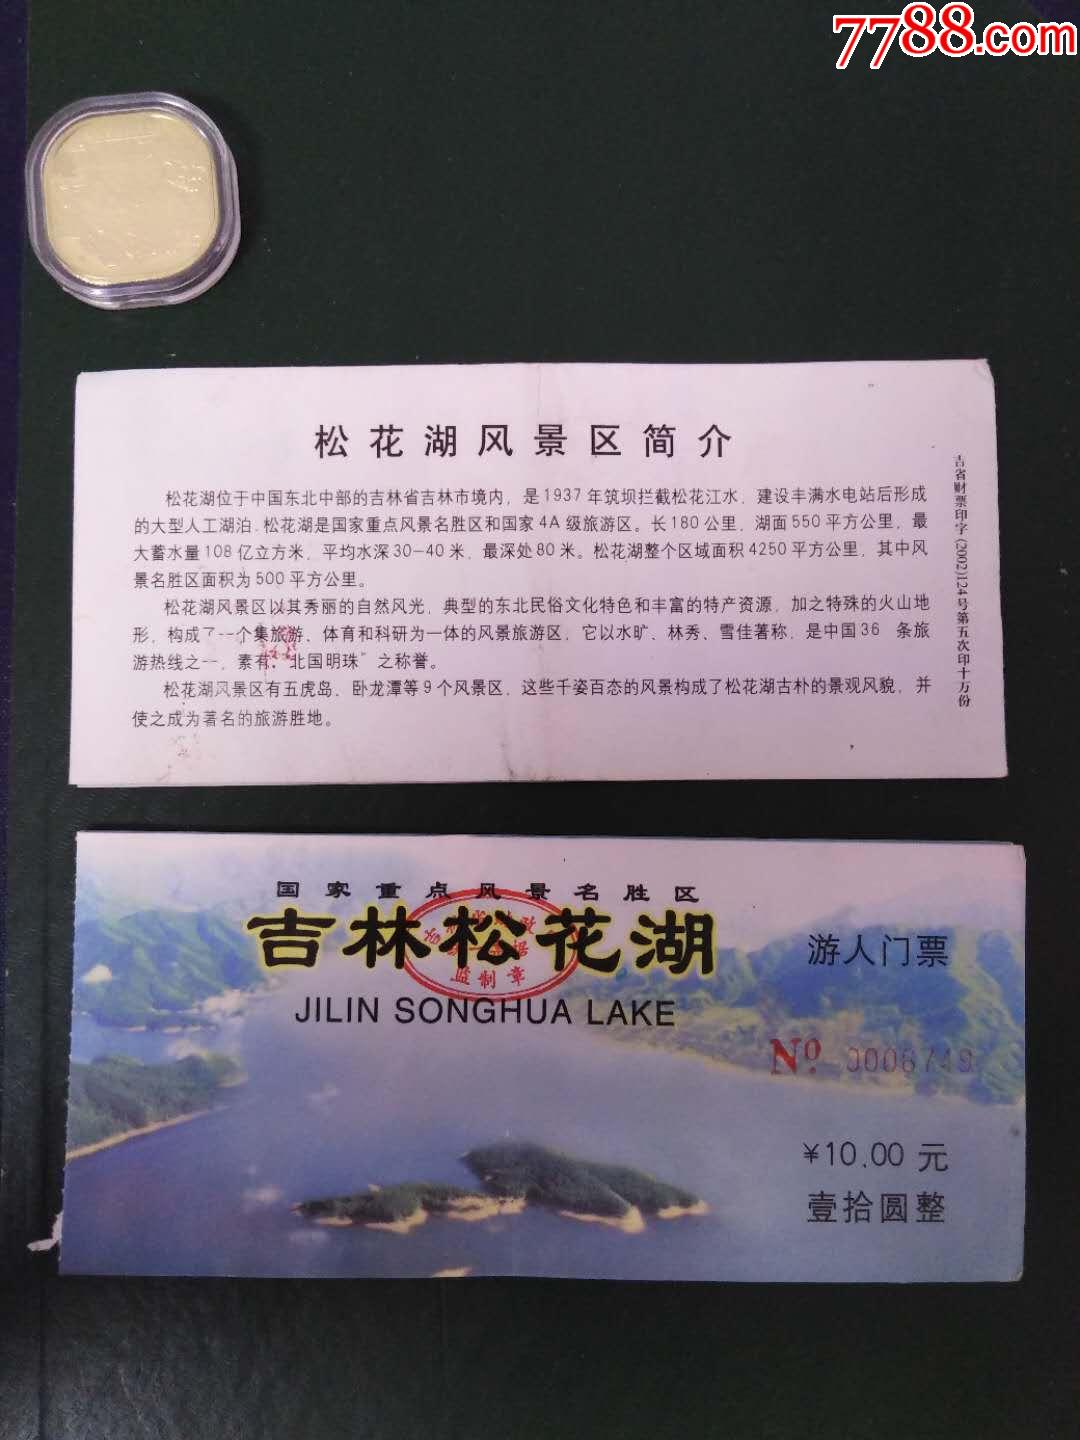 7788.com
松花湖风景区简介
松花湖位于中国东北中部的吉林省吉林市境内，是1937年筑坝拦截松花江水，建设丰满水电站后形成
的大型人工湖泊.松花湖是国家重点风景名胜区和国家4A级旅游区。长180公里，湖面550平方公里，最
大蓄水量108亿立方米，平均水深30-40米，最深处80米。松花湖整个区域面积4250平方公里，其中风
景名胜区面积为500平方公里。
松花湖风景区以其秀丽的自然风光，典型的东北民俗文化特色和丰富的特产资源，加之特殊的火山地
形，构成了一个集旅游、体育和科研为一体的风景旅游区，它以水旷、林秀、雪佳著称，是中国36 条旅
游热线之一，素有“北国明珠”之称誉。
松花湖风景区有五虎岛、卧龙潭等9个风景区，这些千姿百态的风景构成了松花湖古朴的景观风貌，并
使之成为著名的旅游胜地。
吉省财票印字(2002)124号第五次印十万份
国家重点风景名胜区
吉林松花湖
JILIN SONGHUA LAKE
监制章
游人门票
Nº 0006749
¥10.00元
壹拾圆整